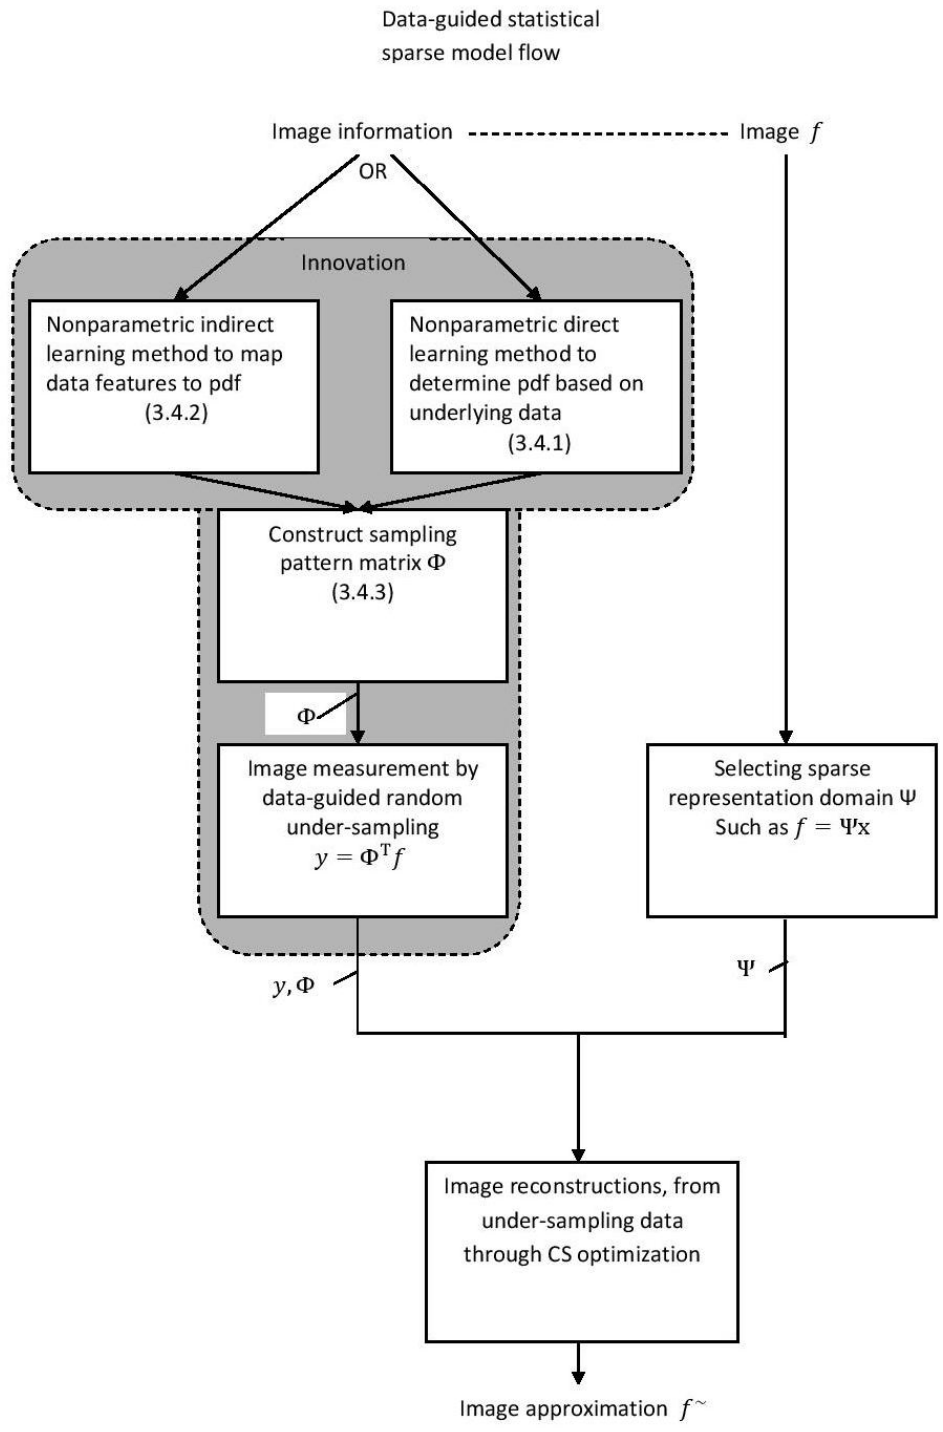 Data-guided statistical
sparse model flow
Image information
Image f
OR
Innovation
Nonparametric indirect
learning method to map
data features to pdf
(3.4.2)
Nonparametric direct
learning method to
determine pdf based on
underlying data
(3.4.1)
Construct sampling
pattern matrix Φ
(3.4.3)
Φ
Image measurement by
data-guided random
under-sampling
y = Φᵀf
Selecting sparse
representation domain Ψ
Such as f = Ψx
y, Φ
Ψ
Image reconstructions, from
under-sampling data
through CS optimization
Image approximation f~